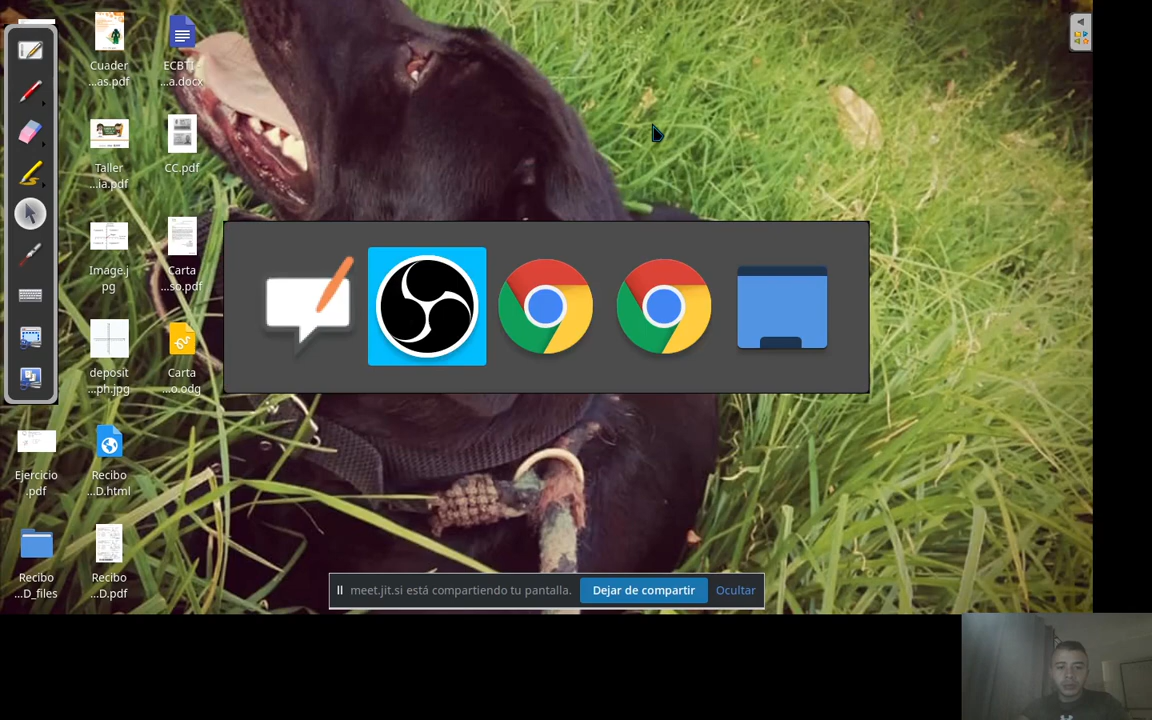 Cuader
...as.pdf
ECBTI -
...a.docx
Taller
...ia.pdf
CC.pdf
Image.j
pg
Carta
...so.pdf
deposit
...ph.jpg
Carta
...o.odg
Ejercicio
.pdf
Recibo
...D.html
Recibo
...D_files
Recibo
...D.pdf
meet.jit.si está compartiendo tu pantalla.
Dejar de compartir
Ocultar